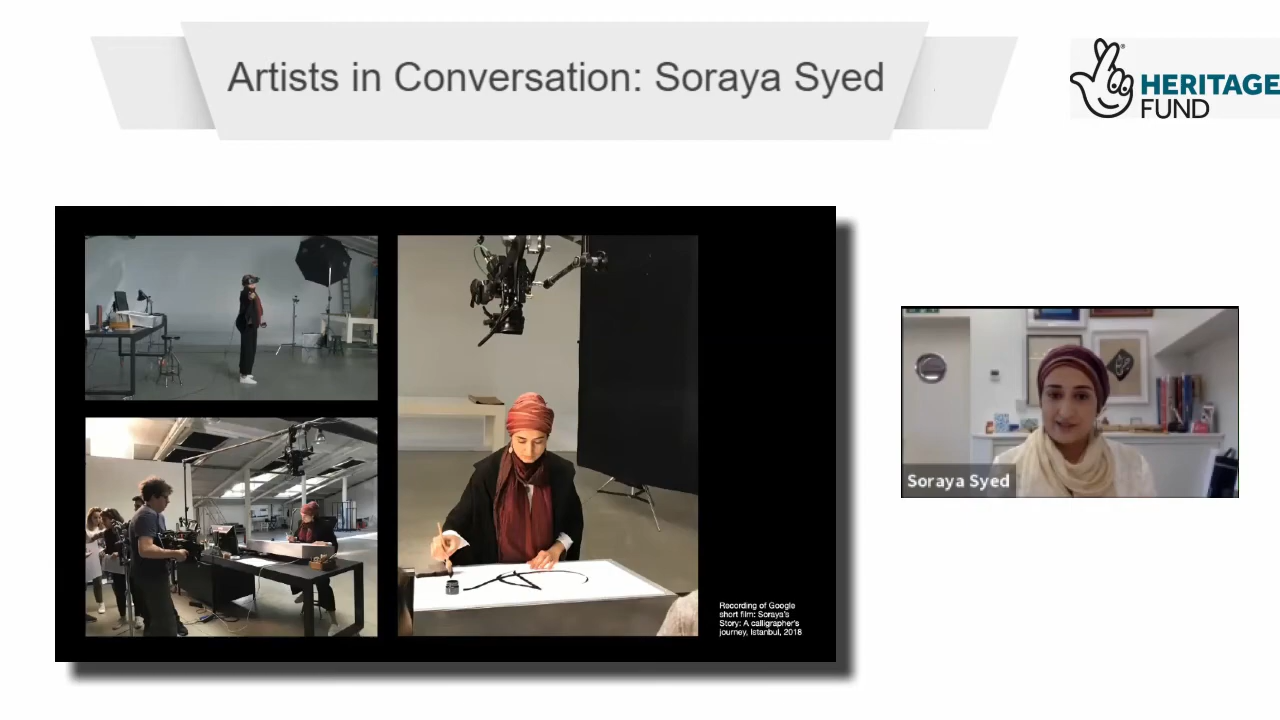 Artists in Conversation: Soraya Syed
HERITAGE
FUND
Recording of Google
short film: Soraya's
Story: A calligrapher's
journey, Istanbul, 2018
Soraya Syed